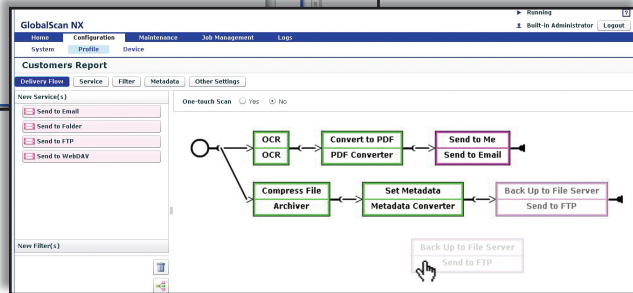 Running
?
GlobalScan NX
Built-in Administrator Logout
Home Configuration Maintenance Job Management Logs
System Profile Device
Customers Report
Delivery Flow Service Filter Metadata Other Settings
New Service(s)
One-touch Scan Yes No
Send to Email
Send to Folder
Send to FTP
Send to WebDAV
OCR Convert to PDF Send to Me
OCR PDF Converter Send to Email
Compress File Set Metadata Back Up to File Server
Archiver Metadata Converter Send to FTP
New Filter(s)
Back Up to File Server
Send to FTP